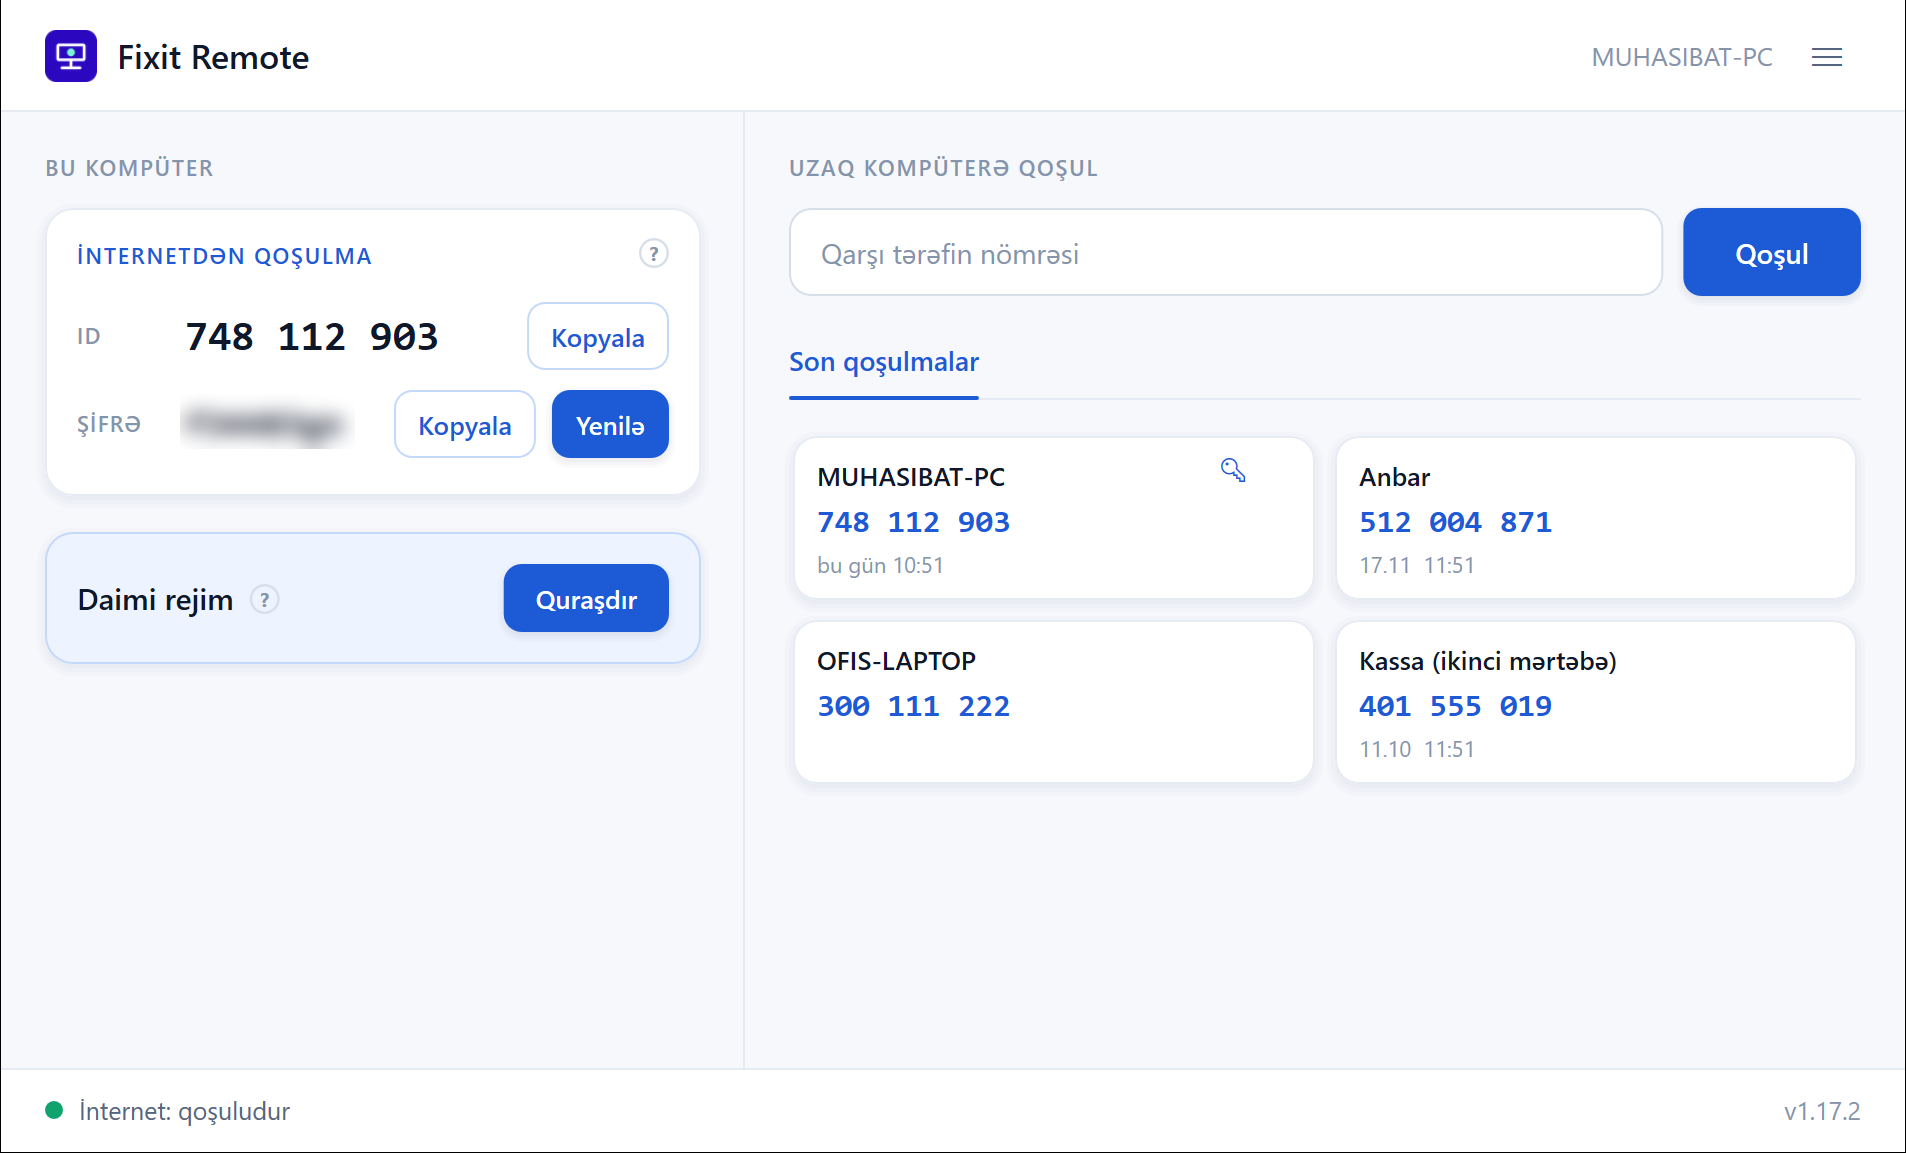 Fixit Remote
MUHASIBAT-PC
BU KOMPÜTER
İNTERNETDƏN QOŞULMA
?
ID
748 112 903
Kopyala
ŞİFRƏ
Kopyala
Yenilə
Daimi rejim
?
Quraşdır
UZAQ KOMPÜTERƏ QOŞUL
Qarşı tərəfin nömrəsi
Qoşul
Son qoşulmalar
MUHASIBAT-PC
748 112 903
bu gün 10:51
Anbar
512 004 871
17.11 11:51
OFIS-LAPTOP
300 111 222
Kassa (ikinci mərtəbə)
401 555 019
11.10 11:51
İnternet: qoşuludur
v1.17.2